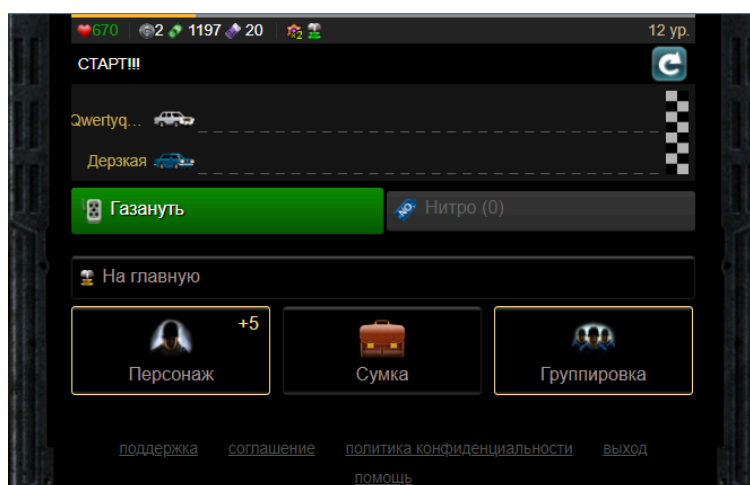 670 2 1197 20 2 12 ур.
СТАРТ!!!
Qwertyq...
Дерзкая
Газануть Нитро (0)
На главную
+5
Персонаж Сумка Группировка
поддержка соглашение политика конфиденциальности выход
помощь